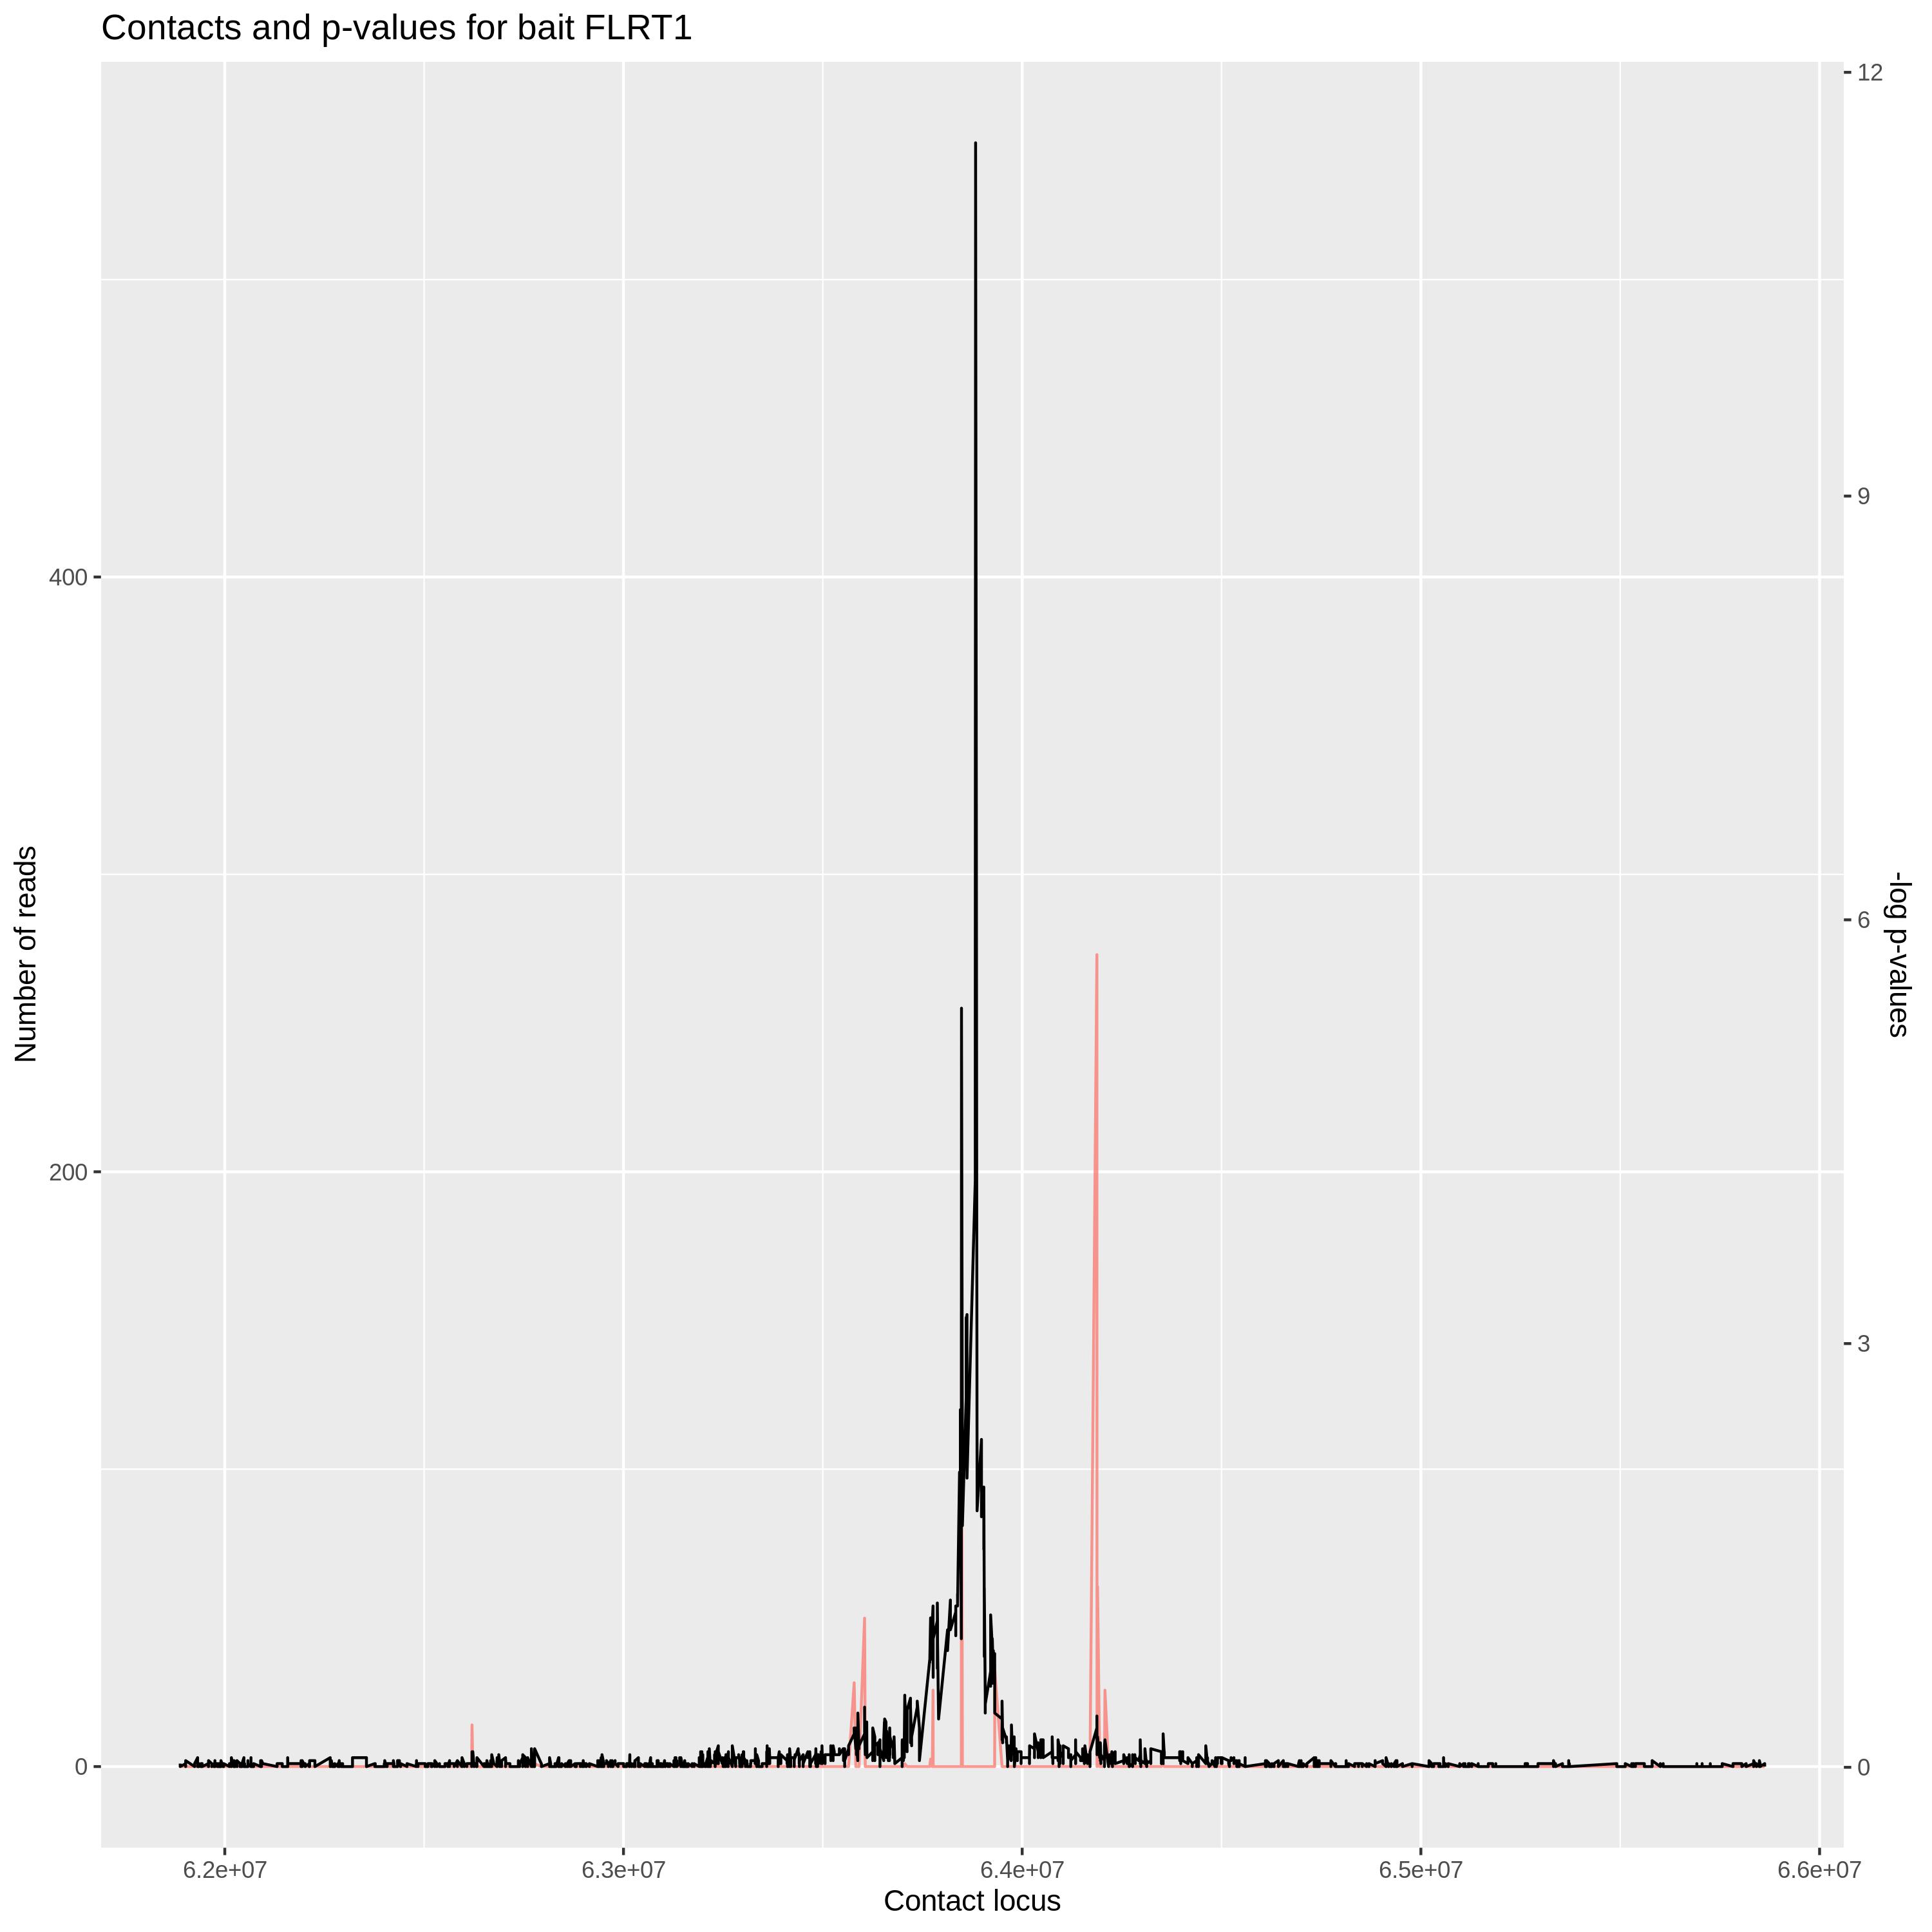 Contacts and p-values for bait FLRT1
12
9
400
6
Number of reads
-log p-values
200
3
0
0
6.2e+07
6.3e+07
6.4e+07
6.5e+07
6.6e+07
Contact locus